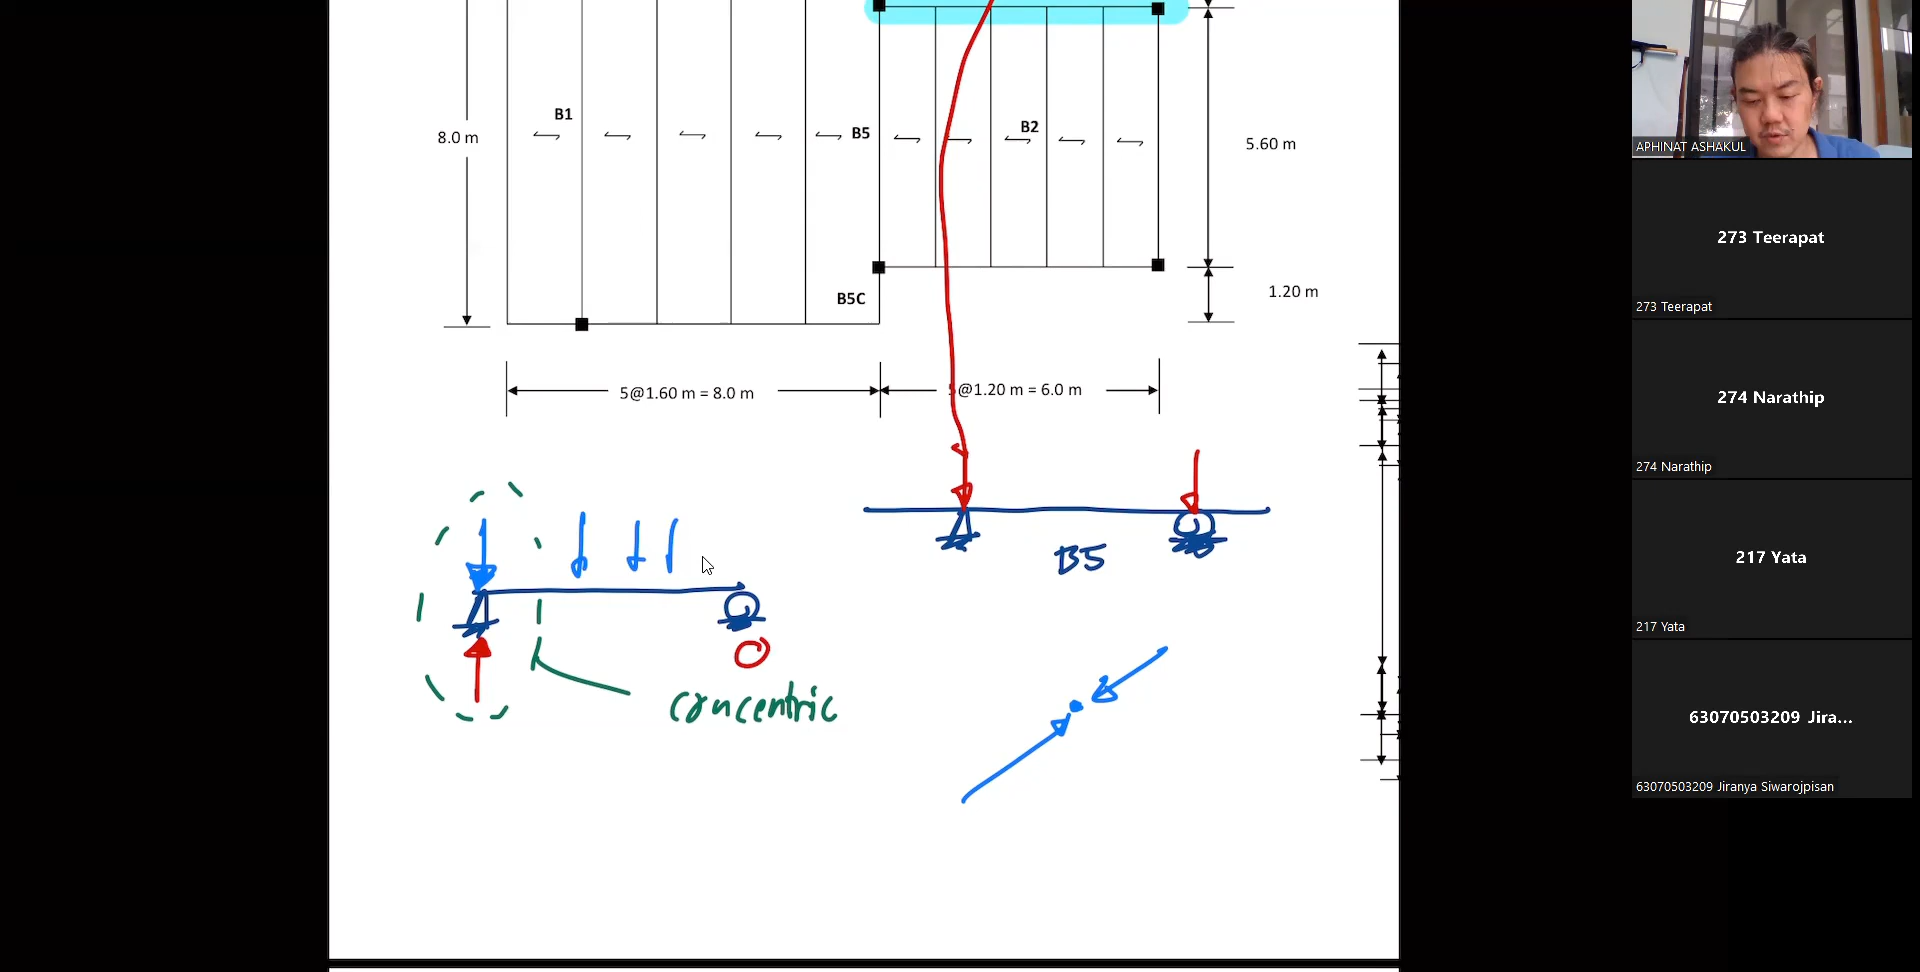 B1
B5
B2
8.0 m
5.60 m
B5C
1.20 m
5@1.60 m = 8.0 m
@1.20 m = 6.0 m
B5
concentric
APHINAT ASHAKUL
273 Teerapat
273 Teerapat
274 Narathip
274 Narathip
217 Yata
217 Yata
63070503209 Jira...
63070503209 Jiranya Siwarojpisan